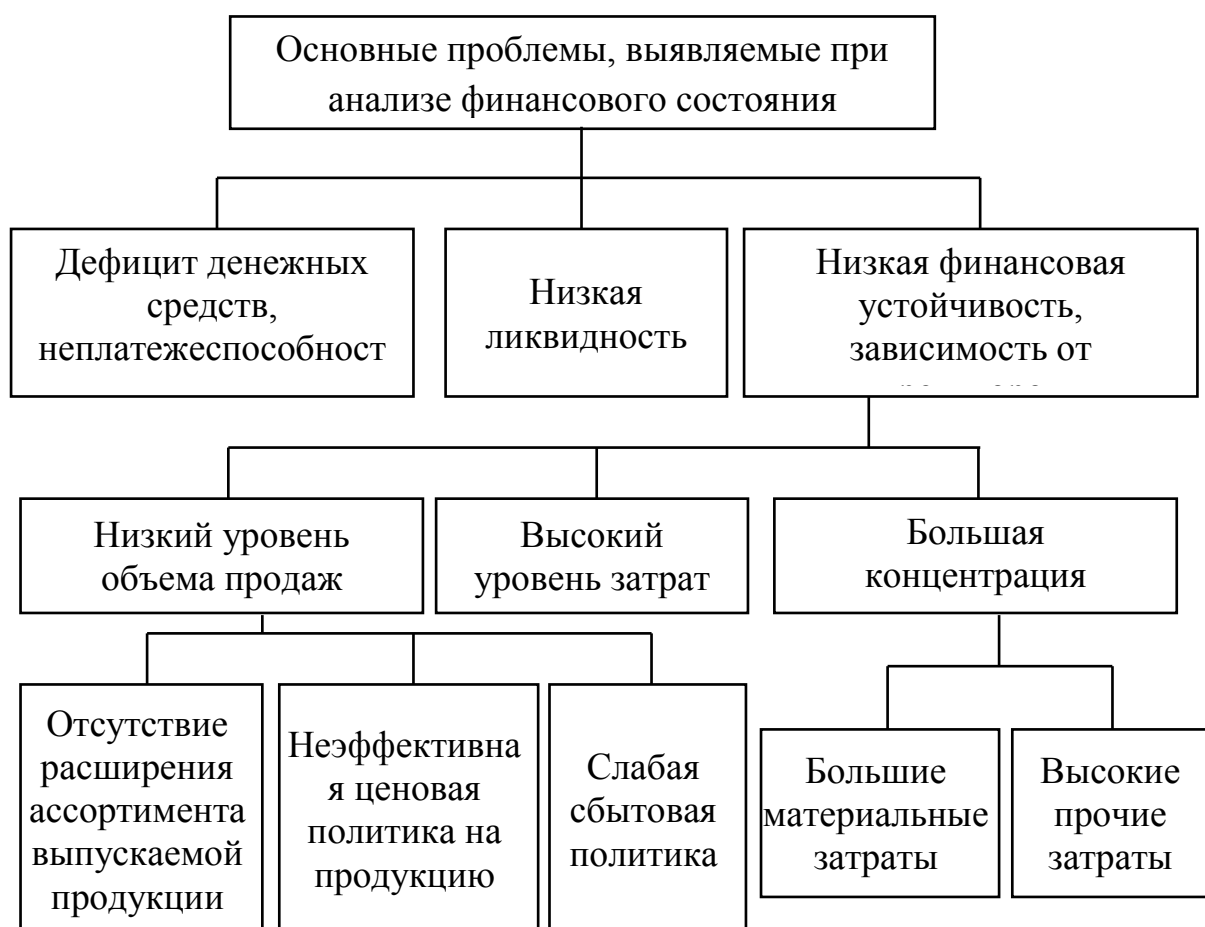 Основные проблемы, выявляемые при
анализе финансового состояния
Дефицит денежных
средств,
неплатежеспособност
Низкая
ликвидность
Низкая финансовая
устойчивость,
зависимость от
Низкий уровень
объема продаж
Высокий
уровень затрат
Большая
концентрация
Отсутствие
расширения
ассортимента
выпускаемой
продукции
Неэффективна
я ценовая
политика на
продукцию
Слабая
сбытовая
политика
Большие
материальные
затраты
Высокие
прочие
затраты